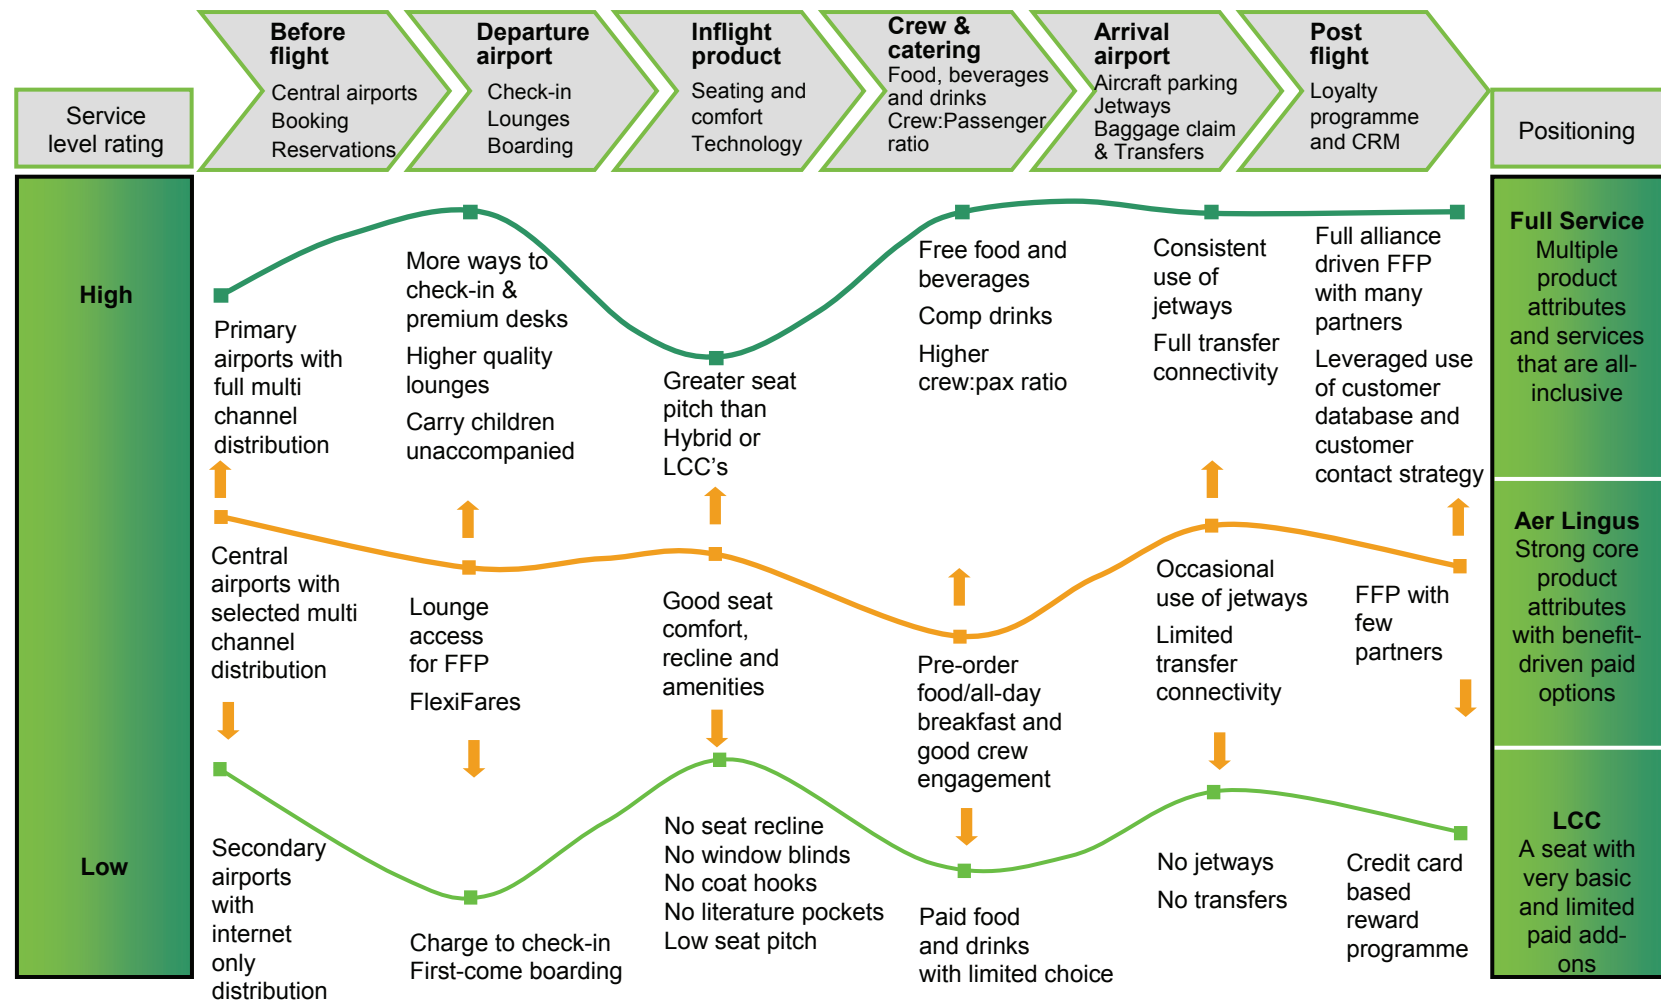 Service
level rating
Before
flight
Central airports
Booking
Reservations
Departure
airport
Check-in
Lounges
Boarding
Inflight
product
Seating and
comfort
Technology
Crew &
catering
Food, beverages
and drinks
Crew:Passenger
ratio
Arrival
airport
Aircraft parking
Jetways
Baggage claim
& Transfers
Post
flight
Loyalty
programme
and CRM
Positioning
High
Primary
airports with
full multi
channel
distribution
More ways to
check-in &
premium desks
Higher quality
lounges
Carry children
unaccompanied
Greater seat
pitch than
Hybrid or
LCC's
Free food and
beverages
Comp drinks
Higher
crew:pax ratio
Consistent
use of
jetways
Full transfer
connectivity
Full alliance
driven FFP
with many
partners
Leveraged use
of customer
database and
customer
contact strategy
Full Service
Multiple
product
attributes
and services
that are all-
inclusive
Central
airports with
selected multi
channel
distribution
Lounge
access
for FFP
FlexiFares
Good seat
comfort,
recline and
amenities
Pre-order
food/all-day
breakfast and
good crew
engagement
Occasional
use of jetways
Limited
transfer
connectivity
FFP with
few
partners
Aer Lingus
Strong core
product
attributes
with benefit-
driven paid
options
Low
Secondary
airports
with
internet
only
distribution
Charge to check-in
First-come boarding
No seat recline
No window blinds
No coat hooks
No literature pockets
Low seat pitch
Paid food
and drinks
with limited choice
No jetways
No transfers
Credit card
based
reward
programme
LCC
A seat with
very basic
and limited
paid add-
ons